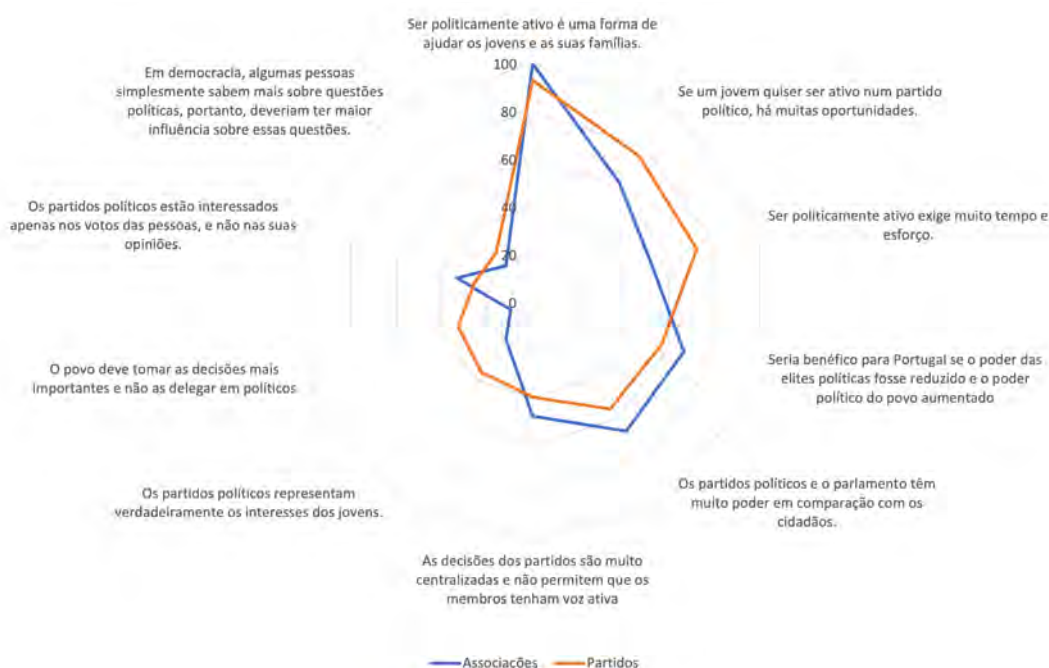 Ser politicamente ativo é uma forma de
ajudar os jovens e as suas famílias.
Em democracia, algumas pessoas
simplesmente sabem mais sobre questões
políticas, portanto, deveriam ter maior
influência sobre essas questões.
Se um jovem quiser ser ativo num partido
político, há muitas oportunidades.
Os partidos políticos estão interessados
apenas nos votos das pessoas, e não nas suas
opiniões.
Ser politicamente ativo exige muito tempo e
esforço.
100
80
60
40
20
0
O povo deve tomar as decisões mais
importantes e não as delegar em políticos
Seria benéfico para Portugal se o poder das
elites políticas fosse reduzido e o poder
político do povo aumentado
Os partidos políticos representam
verdadeiramente os interesses dos jovens.
Os partidos políticos e o parlamento têm
muito poder em comparação com os
cidadãos.
As decisões dos partidos são muito
centralizadas e não permitem que os
membros tenham voz ativa
Associações
Partidos